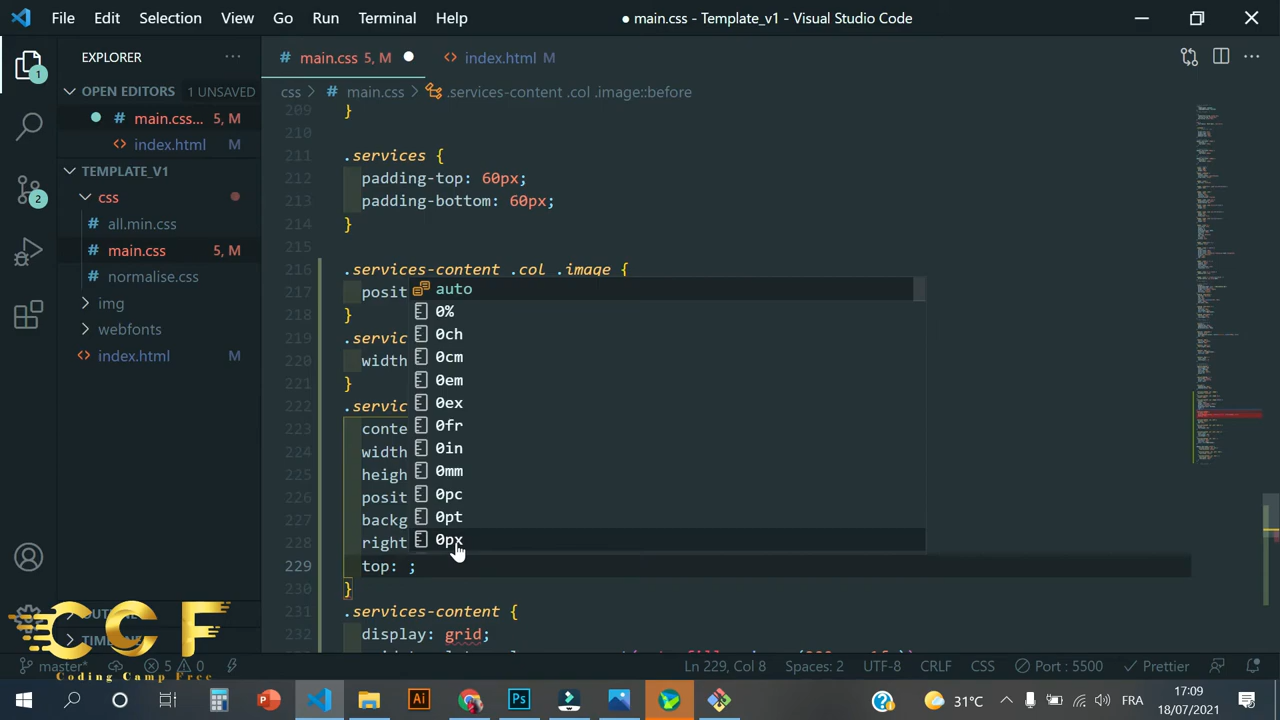 File Edit Selection View Go Run Terminal Help
● main.css - Template_v1 - Visual Studio Code
EXPLORER
# main.css 5, M
<> index.html M
OPEN EDITORS 1 UNSAVED
css > # main.css > .services-content .col .image::before
# main.css... 5, M
<> index.html M
TEMPLATE_V1
css
# all.min.css
# main.css 5, M
# normalise.css
img
webfonts
<> index.html M
1
2
209 }
210
211 .services {
212 padding-top: 60px;
213 padding-bottom: 60px;
214 }
215
216 .services-content .col .image {
217 posit
218 }
219 .servic
220 width
221 }
222 .servic
223 conte
224 width
225 heigh
226 posit
227 backg
228 right
229 top: ;
230 }
231 .services-content {
232 display: grid;
auto
0%
0ch
0cm
0em
0ex
0fr
0in
0mm
0pc
0pt
0px
CCF
Coding Camp Free
master*
5 0
Ln 229, Col 8 Spaces: 2 UTF-8 CRLF CSS Port : 5500 Prettier
31°C FRA 17:09
18/07/2021